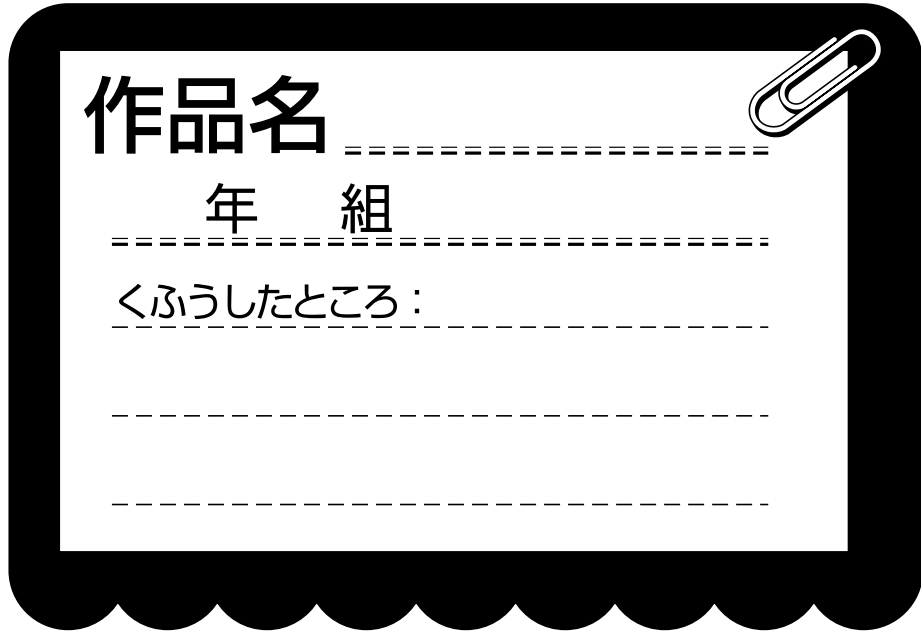 作品名
年 組
くふうしたところ：